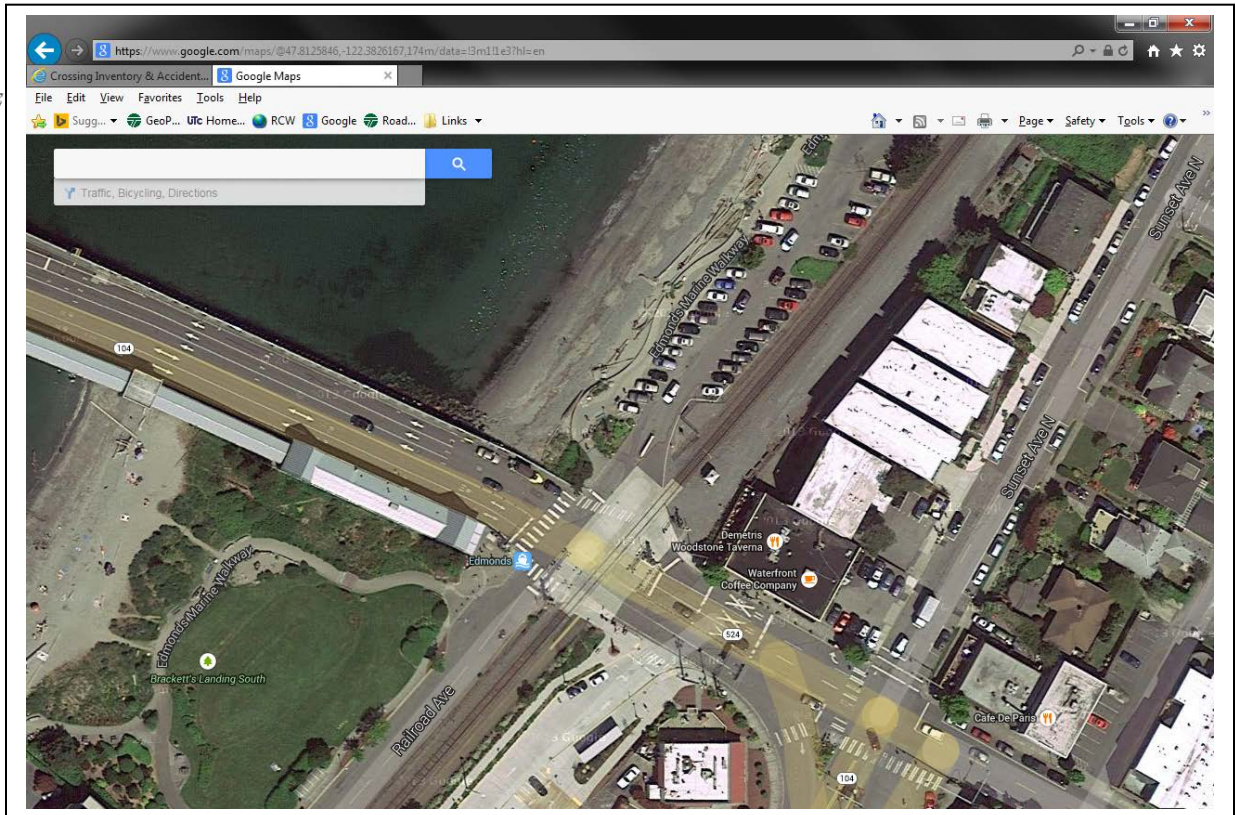 https://www.google.com/maps/@47.8125846,-122.3826167,174m/data=!3m1!1e3?hl=en
Crossing Inventory & Accident...
Google Maps
File Edit View Favorites Tools Help
Sugg... GeoP... UTC Home... RCW Google Road... Links
Page Safety Tools
Traffic, Bicycling, Directions
Edm
Sunset Ave N
Edmonds Marine Walkway
104
Sunset Ave N
Demetris
Woodstone Taverna
Edmonds
Waterfront
Coffee Company
Edmonds Marine Walkway
524
Brackett's Landing South
Railroad Ave
Cafe De Paris
104